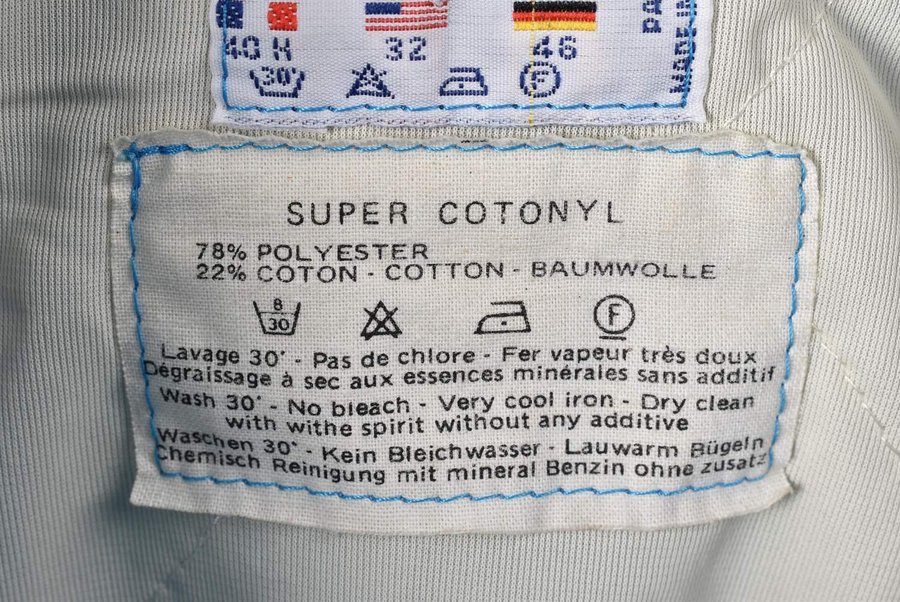 40 H 32 46
30°
F
SUPER COTONYL
78% POLYESTER
22% COTON - COTTON - BAUMWOLLE
8
30
F
Lavage 30° - Pas de chlore - Fer vapeur très doux
Dégraissage à sec aux essences minérales sans additif
Wash 30° - No bleach - Very cool iron - Dry clean
with withe spirit without any additive
Waschen 30° - Kein Bleichwasser - Lauwarm Bügeln
Chemisch Reinigung mit mineral Benzin ohne zusatz